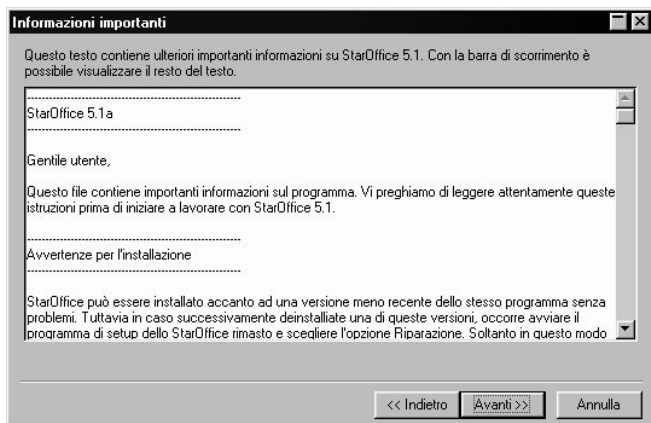 Informazioni importanti
Questo testo contiene ulteriori importanti informazioni su StarOffice 5.1. Con la barra di scorrimento è
possibile visualizzare il resto del testo.
------------------------------------------------------
StarOffice 5.1a
------------------------------------------------------
Gentile utente,
Questo file contiene importanti informazioni sul programma. Vi preghiamo di leggere attentamente queste
istruzioni prima di iniziare a lavorare con StarOffice 5.1.
------------------------------------------------------
Avvertenze per l'installazione
------------------------------------------------------
StarOffice può essere installato accanto ad una versione meno recente dello stesso programma senza
problemi. Tuttavia in caso successivamente deinstalliate una di queste versioni, occorre avviare il
programma di setup dello StarOffice rimasto e scegliere l'opzione Riparazione. Soltanto in questo modo
<< Indietro Avanti >> Annulla